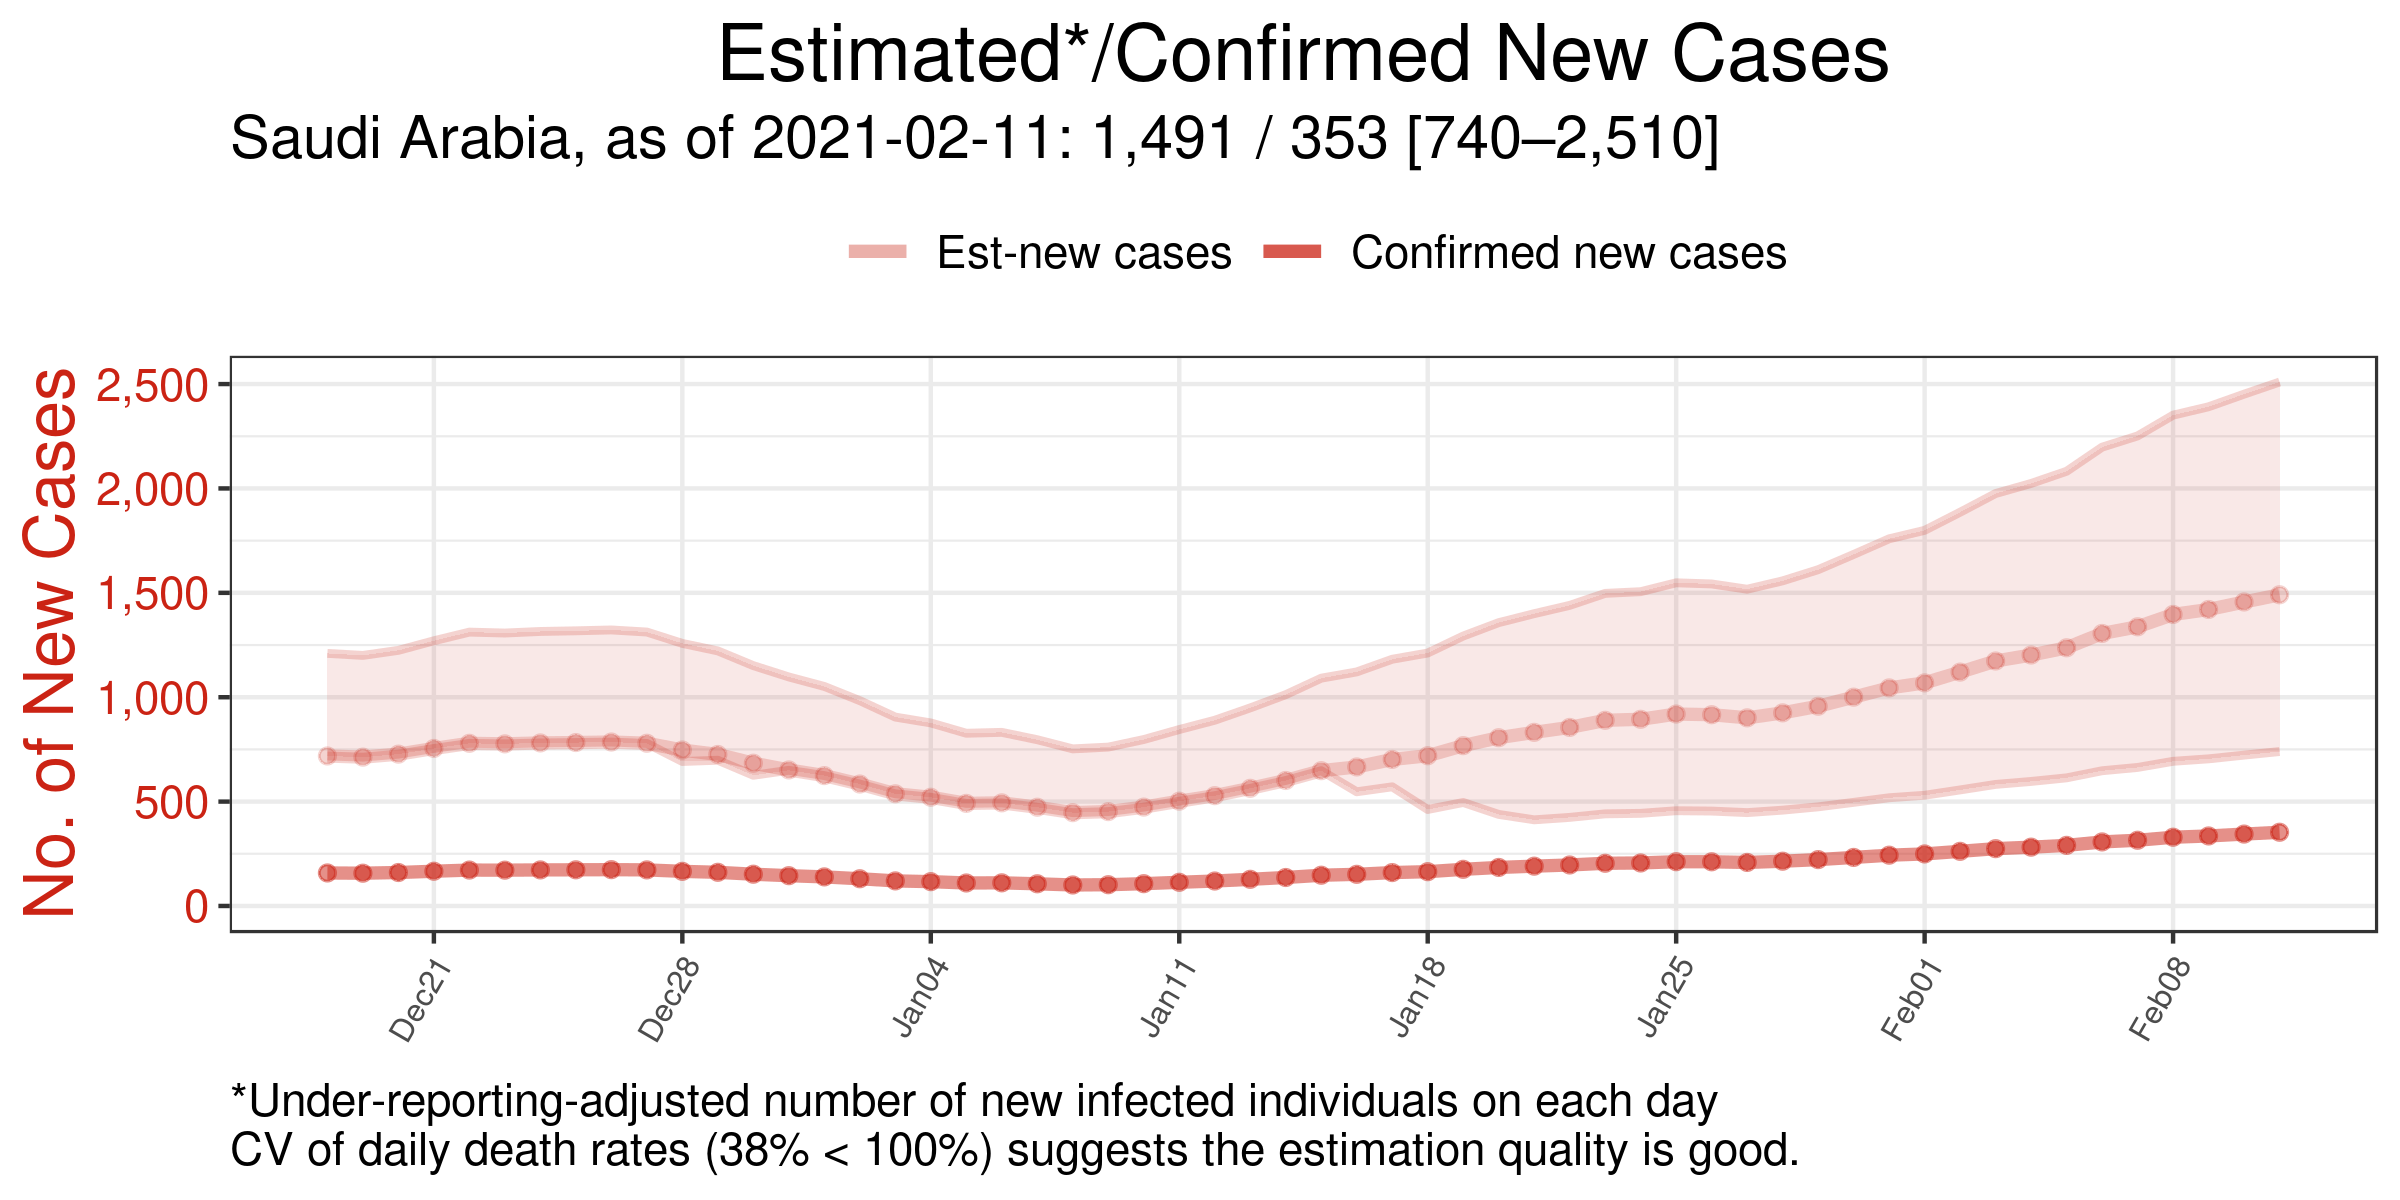 Estimated*/Confirmed New Cases
Saudi Arabia, as of 2021-02-11: 1,491 / 353 [740–2,510]
Est-new cases
Confirmed new cases
No. of New Cases
2,500
2,000
1,500
1,000
500
0
Dec21
Dec28
Jan04
Jan11
Jan18
Jan25
Feb01
Feb08
*Under-reporting-adjusted number of new infected individuals on each day
CV of daily death rates (38% < 100%) suggests the estimation quality is good.